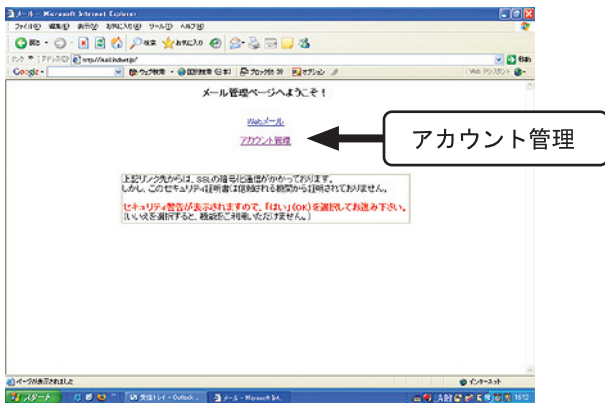 メール - Microsoft Internet Explorer
ファイル(F) 編集(E) 表示(V) お気に入り(A) ツール(T) ヘルプ(H)
戻る 検索 お気に入り
アドレス(D) 移動
Google
メール管理ページへようこそ！
Webメール
アカウント管理
アカウント管理
上記リンク先からは、SSLの暗号化通信がかかっております。
しかし、このセキュリティ証明書は信頼される機関から証明されておりません。
セキュリティ警告が表示されますので、「はい」(OK)を選択してお進み下さい。
(いいえを選択すると、機能をご利用いただけません。)
ページが表示されました
インターネット
スタート 受信トレイ - Outlook... メール - Microsoft Int... 16:12